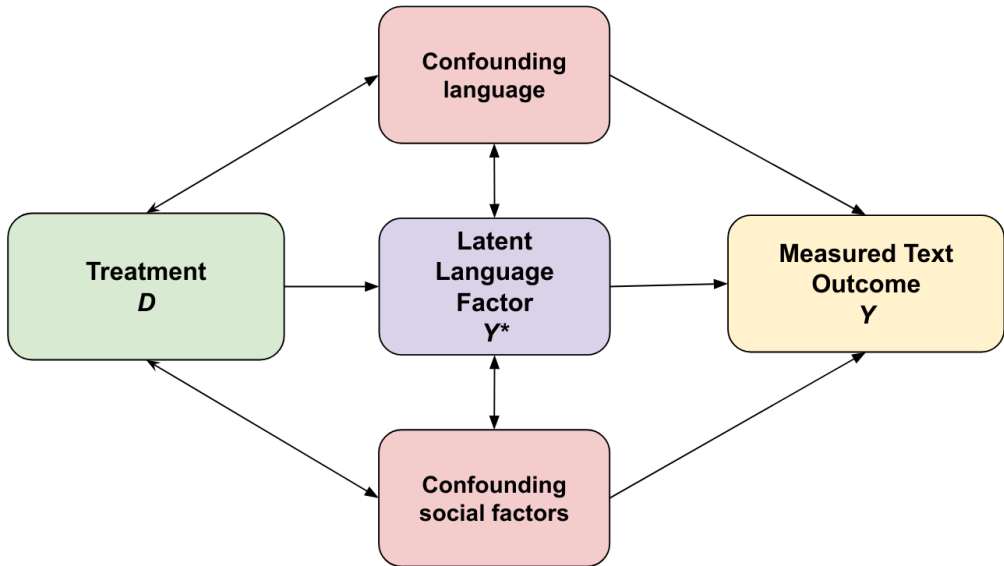 Confounding
language
Treatment
D
Latent
Language
Factor
Y*
Measured Text
Outcome
Y
Confounding
social factors